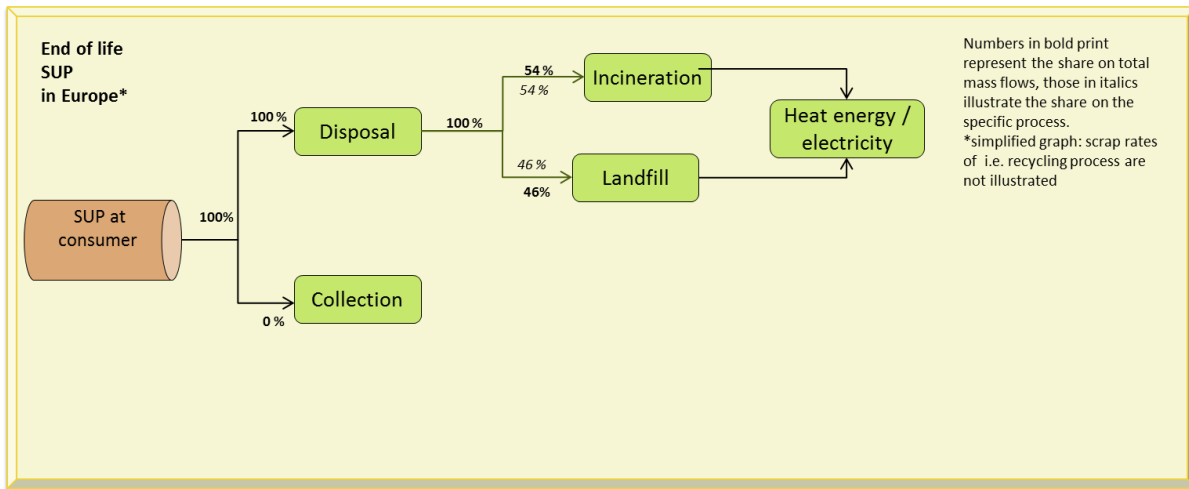 End of life
SUP
in Europe*
SUP at
consumer
100%
100 %
Disposal
0 %
Collection
100 %
54 %
54 %
Incineration
46 %
46%
Landfill
Heat energy /
electricity
Numbers in bold print
represent the share on total
mass flows, those in italics
illustrate the share on the
specific process.
*simplified graph: scrap rates
of i.e. recycling process are
not illustrated